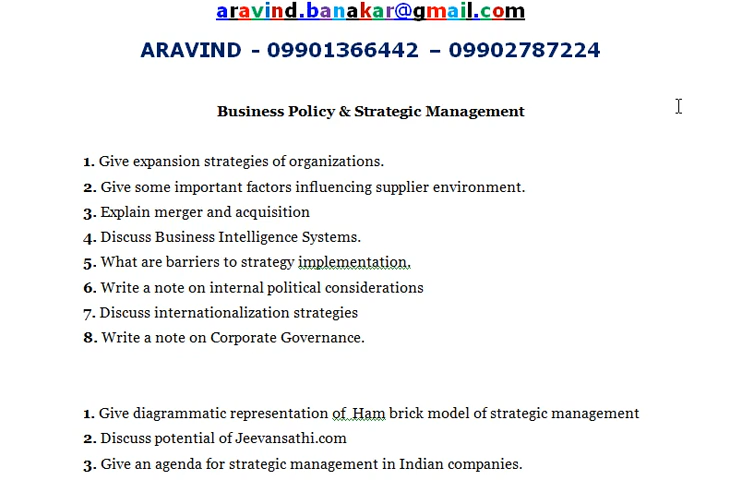 aravind.banakar@gmail.com
ARAVIND - 09901366442 – 09902787224
Business Policy & Strategic Management
1. Give expansion strategies of organizations.
2. Give some important factors influencing supplier environment.
3. Explain merger and acquisition
4. Discuss Business Intelligence Systems.
5. What are barriers to strategy implementation.
6. Write a note on internal political considerations
7. Discuss internationalization strategies
8. Write a note on Corporate Governance.
1. Give diagrammatic representation of Ham brick model of strategic management
2. Discuss potential of Jeevansathi.com
3. Give an agenda for strategic management in Indian companies.